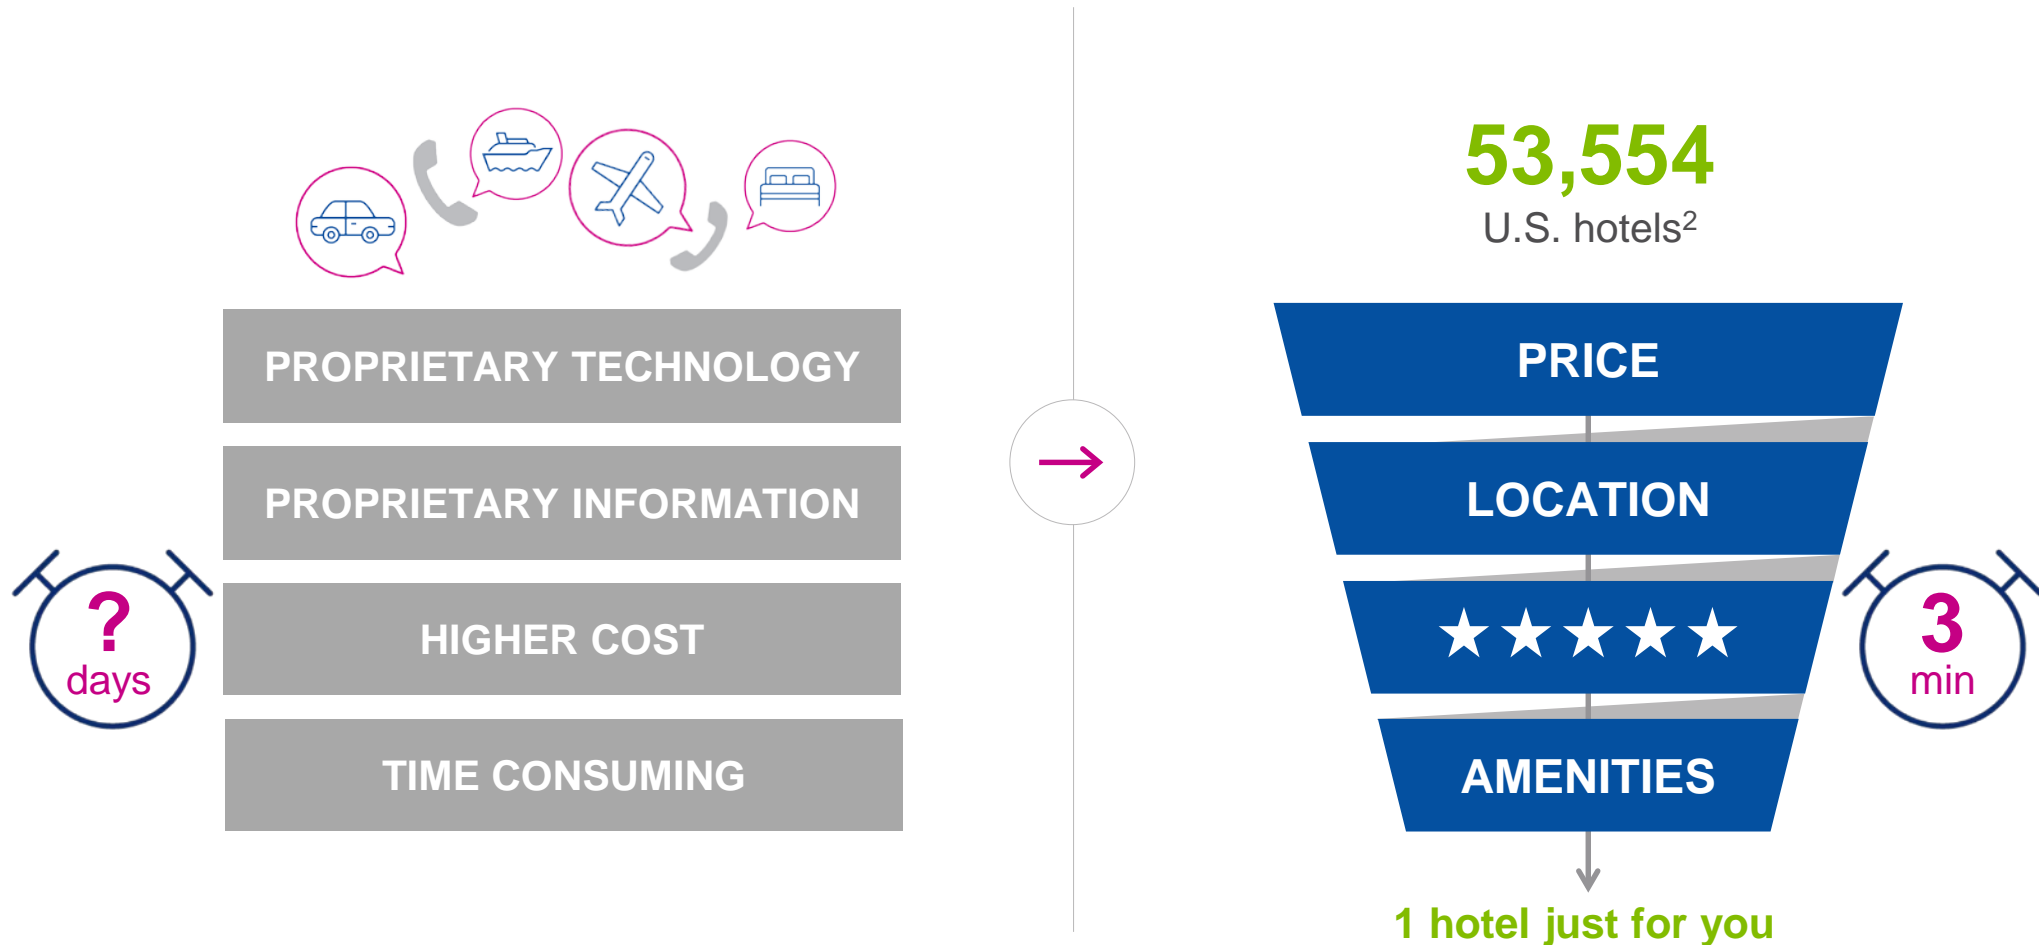 PROPRIETARY TECHNOLOGY
PROPRIETARY INFORMATION
HIGHER COST
TIME CONSUMING
?
days
53,554
U.S. hotels²
PRICE
LOCATION
★★★★★
AMENITIES
3
min
1 hotel just for you